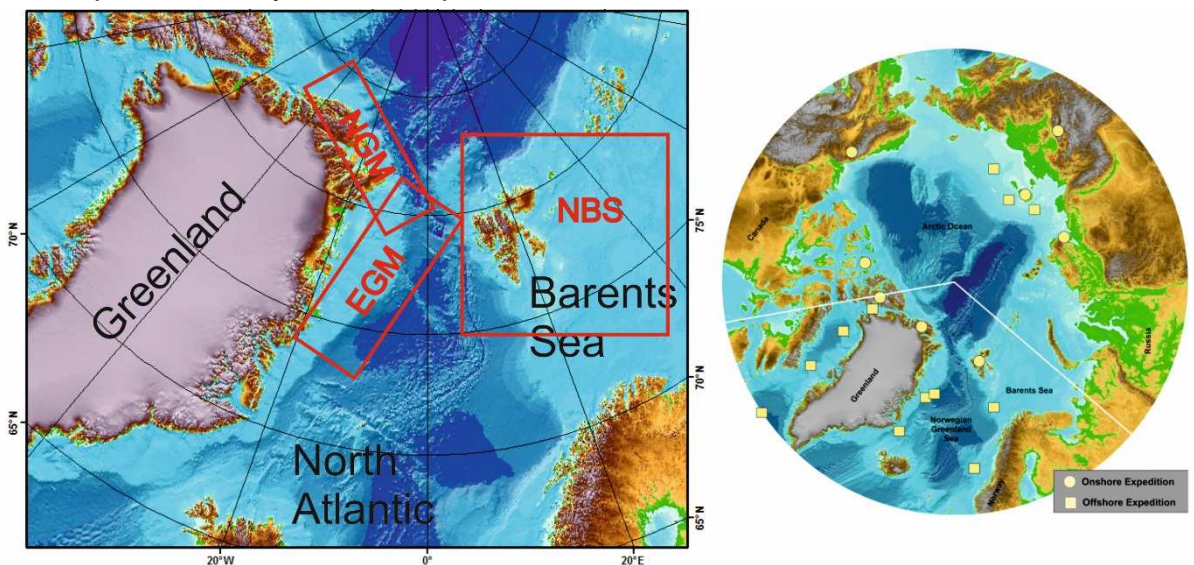 NGM
NBS
75°N
70°N
Greenland
EGM
Barents
Sea
70°N
65°N
North
Atlantic
65°N
20°W
0°
20°E
Canada
Arctic Ocean
Russia
Greenland
Barents Sea
Norwegian
Greenland
Sea
Norway
Onshore Expedition
Offshore Expedition